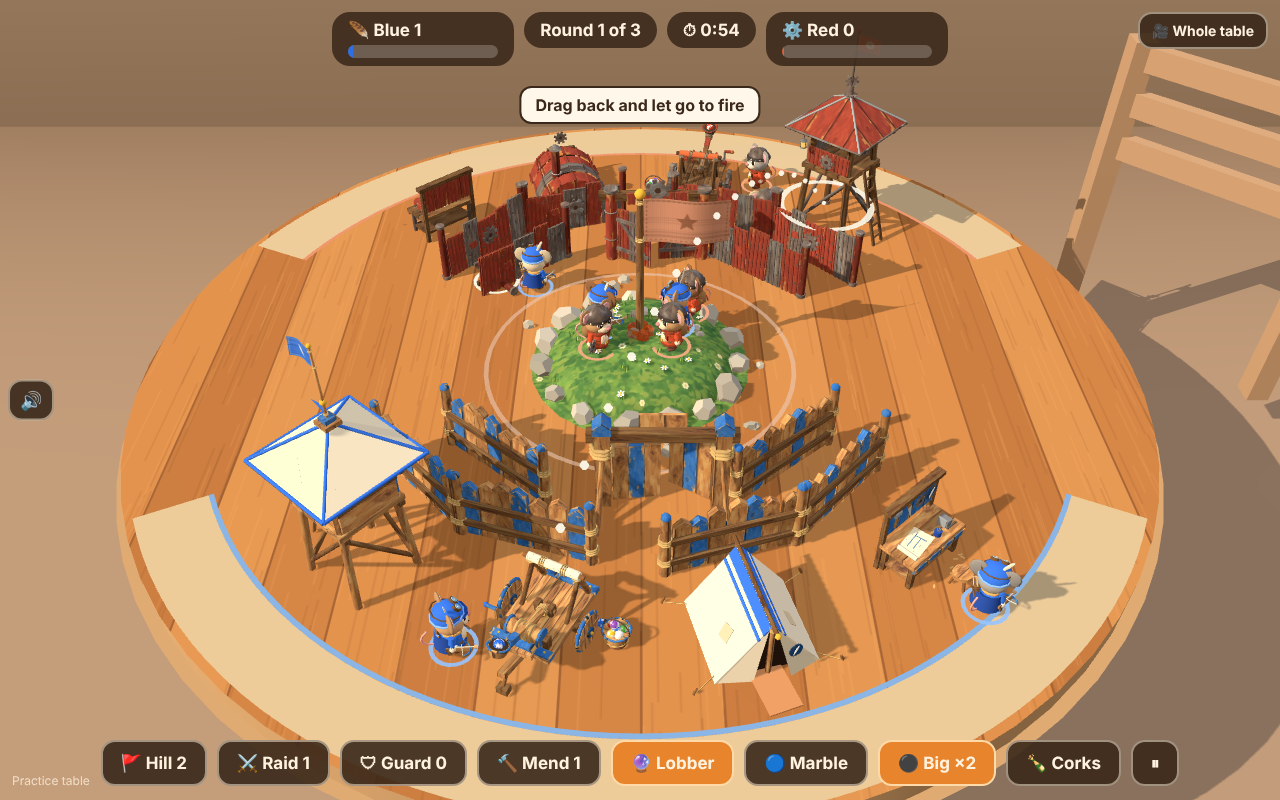 Blue 1
Round 1 of 3
0:54
Red 0
Whole table
Drag back and let go to fire
Hill 2
Raid 1
Guard 0
Mend 1
Lobber
Marble
Big ×2
Corks
Practice table